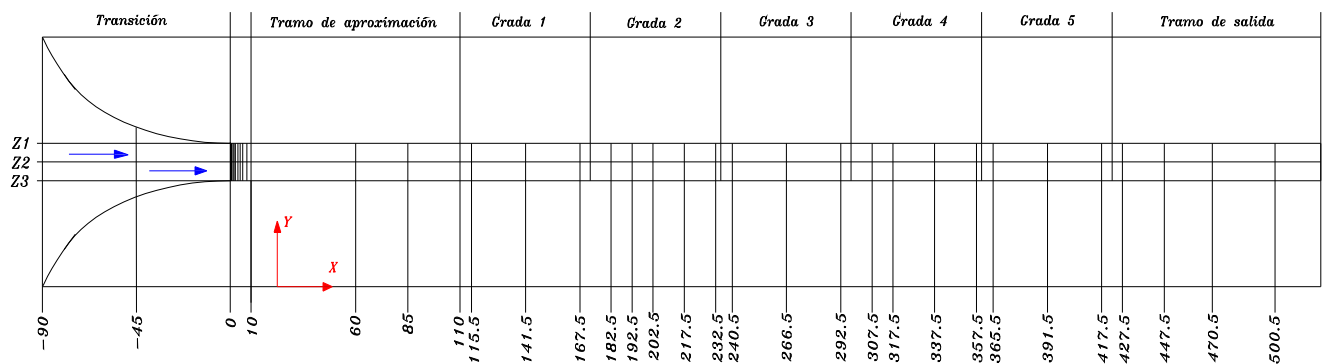 Transición Tramo de aproximación Grada 1 Grada 2 Grada 3 Grada 4 Grada 5 Tramo de salida
Z1
Z2
Z3
Y
X
-90 -45 0 10 60 85 110 115.5 141.5 167.5 182.5 192.5 202.5 217.5 232.5 240.5 266.5 292.5 307.5 317.5 337.5 357.5 365.5 391.5 417.5 427.5 447.5 470.5 500.5